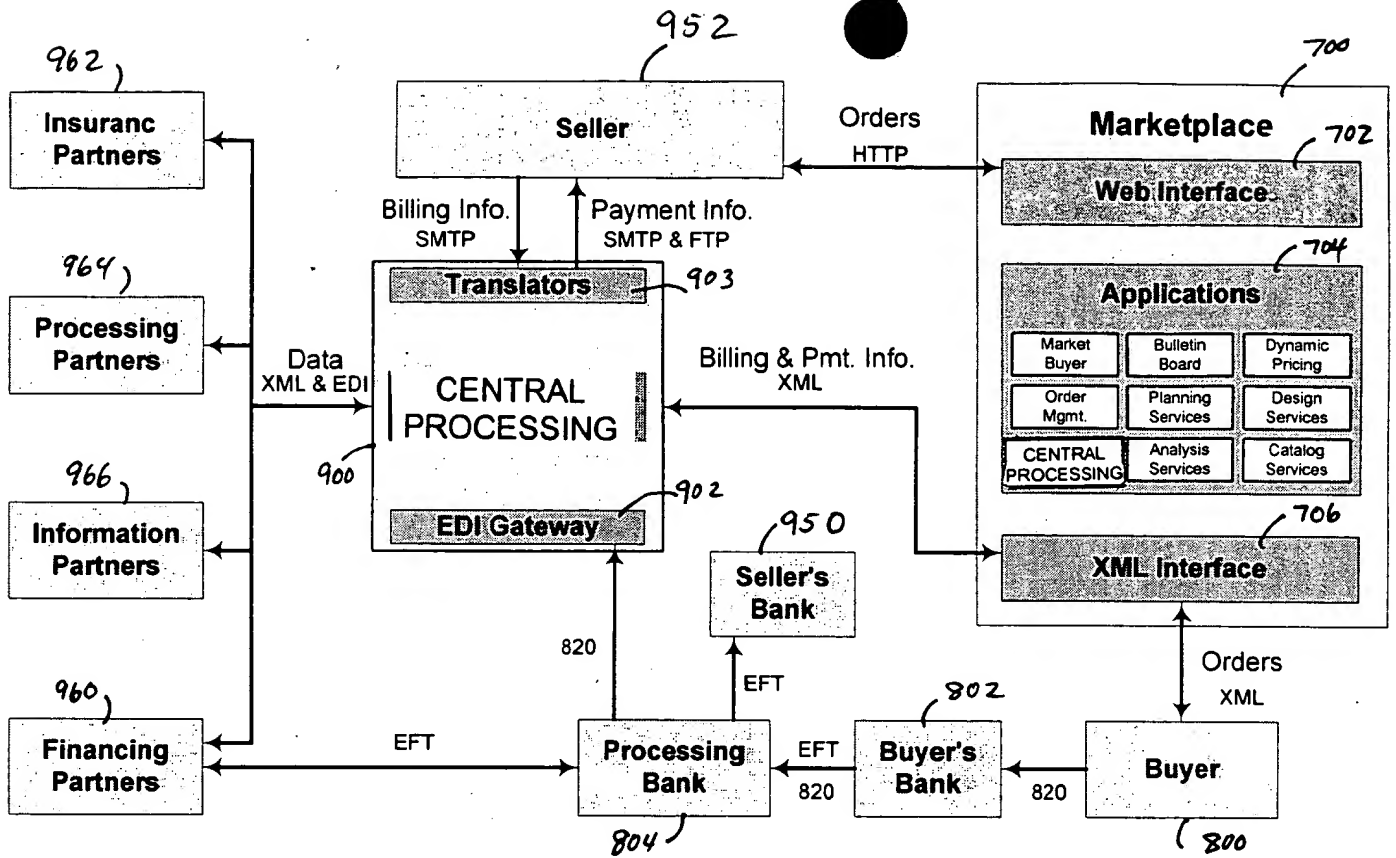 952
700
962
Insuranc
Partners
Seller
Orders
HTTP
Marketplace
702
Web Interface
Billing Info.
SMTP
Payment Info.
SMTP & FTP
964
Processing
Partners
Translators
903
704
Applications
Market
Buyer
Bulletin
Board
Dynamic
Pricing
Order
Mgmt.
Planning
Services
Design
Services
CENTRAL
PROCESSING
Analysis
Services
Catalog
Services
Data
XML & EDI
CENTRAL
PROCESSING
Billing & Pmt. Info.
XML
900
902
EDI Gateway
966
Information
Partners
950
Seller's
Bank
706
XML Interface
820
EFT
Orders
XML
960
Financing
Partners
EFT
Processing
Bank
804
EFT
820
802
Buyer's
Bank
820
Buyer
800